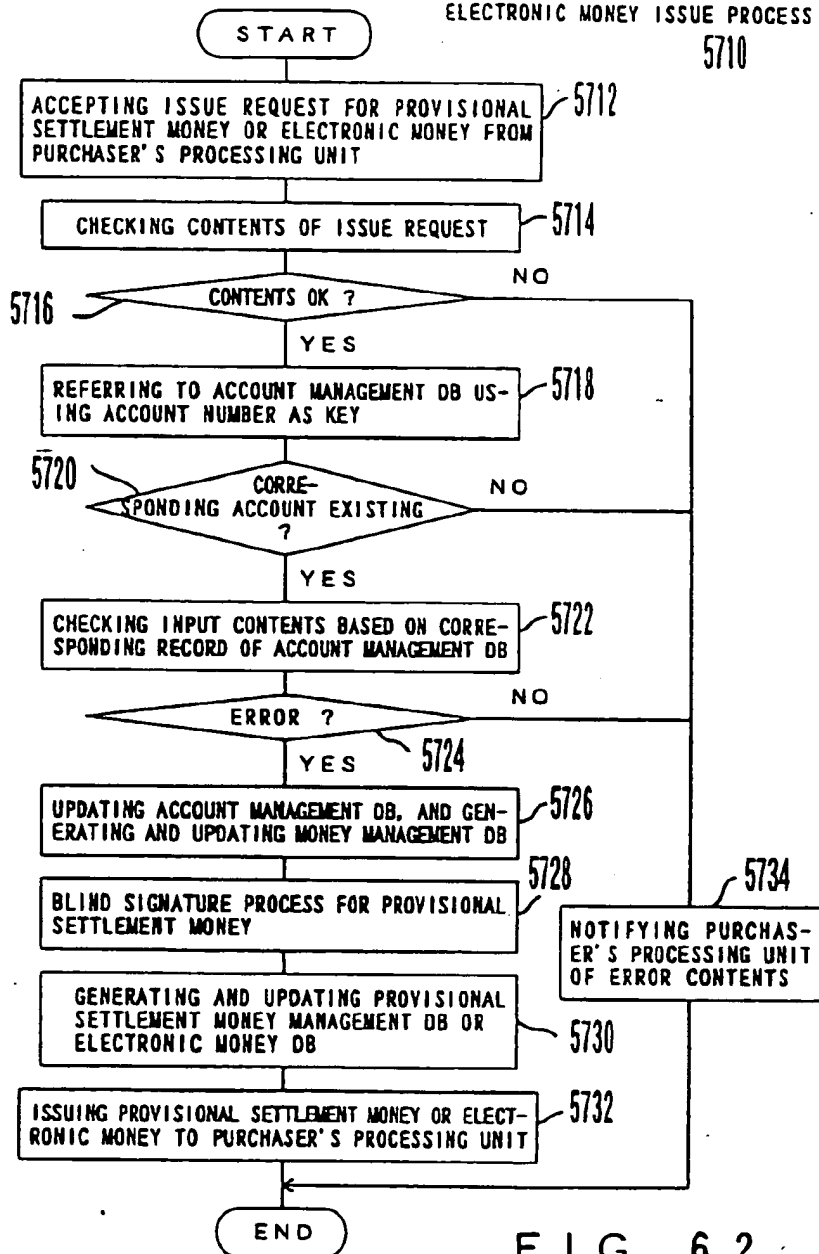 ELECTRONIC MONEY ISSUE PROCESS
5710
START
ACCEPTING ISSUE REQUEST FOR PROVISIONAL
SETTLEMENT MONEY OR ELECTRONIC MONEY FROM
PURCHASER'S PROCESSING UNIT
5712
CHECKING CONTENTS OF ISSUE REQUEST
5714
CONTENTS OK ?
NO
5716
YES
REFERRING TO ACCOUNT MANAGEMENT DB US-
ING ACCOUNT NUMBER AS KEY
5718
5720
CORRE-
SPONDING ACCOUNT EXISTING
?
NO
YES
CHECKING INPUT CONTENTS BASED ON CORRE-
SPONDING RECORD OF ACCOUNT MANAGEMENT DB
5722
ERROR ?
NO
5724
YES
UPDATING ACCOUNT MANAGEMENT DB, AND GEN-
ERATING AND UPDATING MONEY MANAGEMENT DB
5726
BLIND SIGNATURE PROCESS FOR PROVISIONAL
SETTLEMENT MONEY
5728
5734
NOTIFYING PURCHAS-
ER'S PROCESSING UNIT
OF ERROR CONTENTS
GENERATING AND UPDATING PROVISIONAL
SETTLEMENT MONEY MANAGEMENT DB OR
ELECTRONIC MONEY DB
5730
ISSUING PROVISIONAL SETTLEMENT MONEY OR ELECT-
RONIC MONEY TO PURCHASER'S PROCESSING UNIT
5732
END
FIG. 62